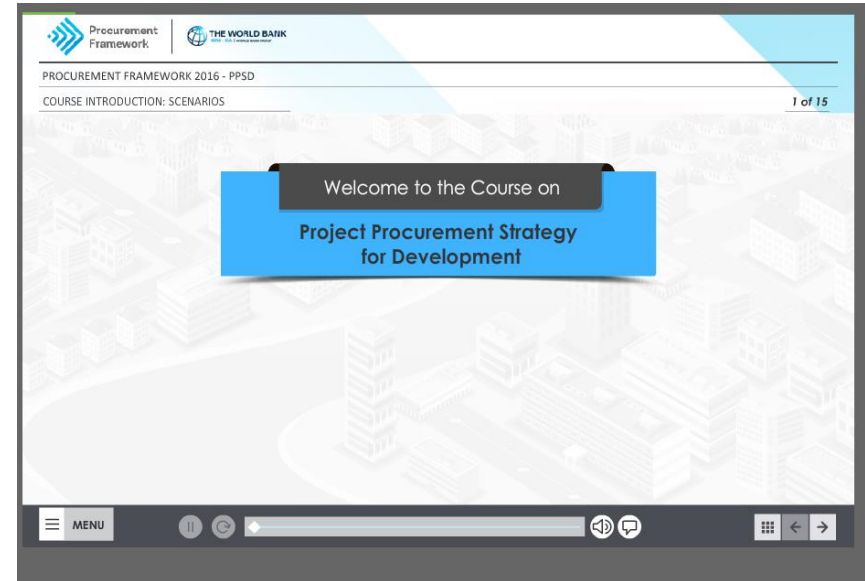 Procurement
Framework
THE WORLD BANK
PROCUREMENT FRAMEWORK 2016 - PPSD
COURSE INTRODUCTION: SCENARIOS
1 of 15
Welcome to the Course on
Project Procurement Strategy
for Development
MENU